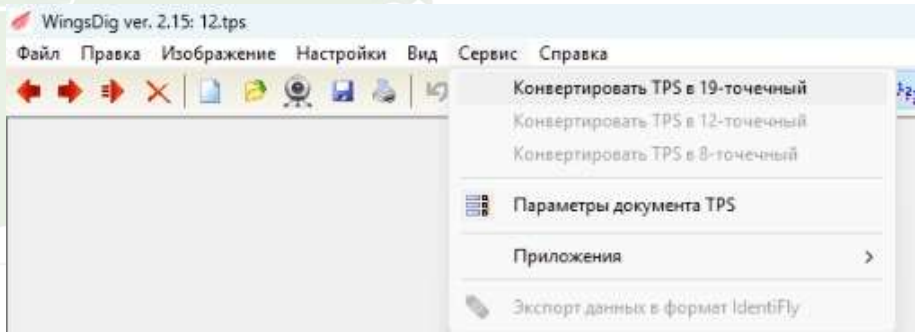 WingsDig ver. 2.15: 12.tps
Файл Правка Изображение Настройки Вид Сервис Справка
Конвертировать TPS в 19-точечный
Конвертировать TPS в 12-точечный
Конвертировать TPS в 8-точечный
Параметры документа TPS
Приложения
Экспорт данных в формат IdentiFly